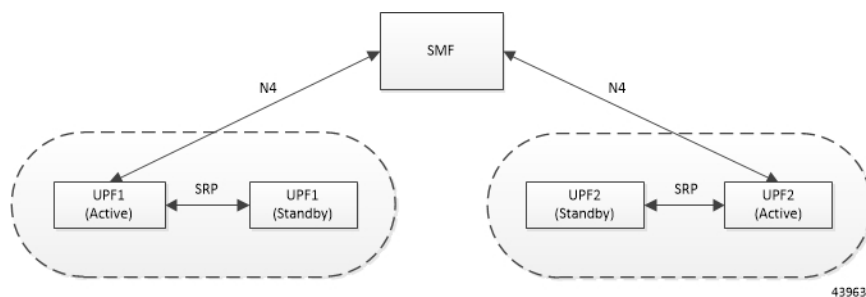 SMF
N4
N4
UPF1
(Active)
SRP
UPF1
(Standby)
UPF2
(Standby)
SRP
UPF2
(Active)
43963